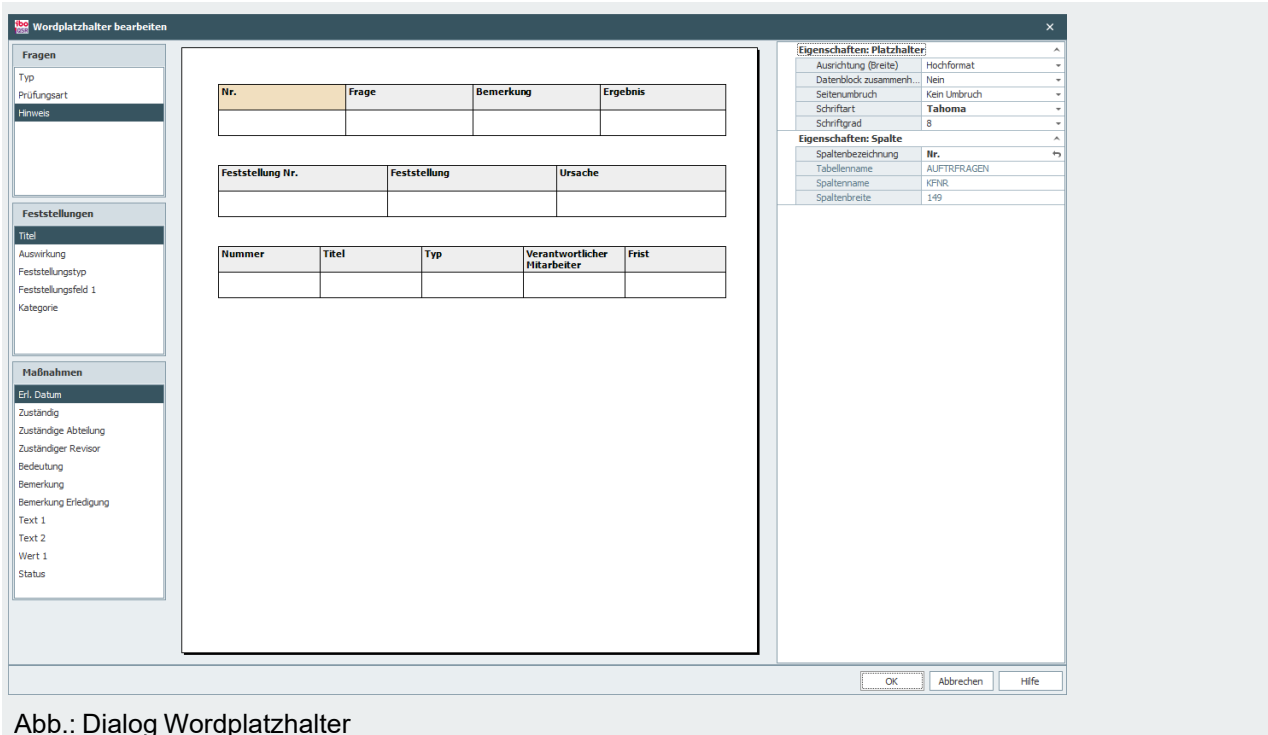 ibo Wordplatzhalter bearbeiten
Fragen
Typ
Prüfungsart
Hinweis
Feststellungen
Titel
Auswirkung
Feststellungstyp
Feststellungsfeld 1
Kategorie
Maßnahmen
Erl. Datum
Zuständig
Zuständige Abteilung
Zuständiger Revisor
Bedeutung
Bemerkung
Bemerkung Erledigung
Text 1
Text 2
Wert 1
Status
Nr. Frage Bemerkung Ergebnis
Feststellung Nr. Feststellung Ursache
Nummer Titel Typ Verantwortlicher Mitarbeiter Frist
Eigenschaften: Platzhalter
Ausrichtung (Breite) Hochformat
Datenblock zusammenh... Nein
Seitenumbruch Kein Umbruch
Schriftart Tahoma
Schriftgrad 8
Eigenschaften: Spalte
Spaltenbezeichnung Nr.
Tabellenname AUFTRFRAGEN
Spaltenname KFNR
Spaltenbreite 149
OK Abbrechen Hilfe
Abb.: Dialog Wordplatzhalter